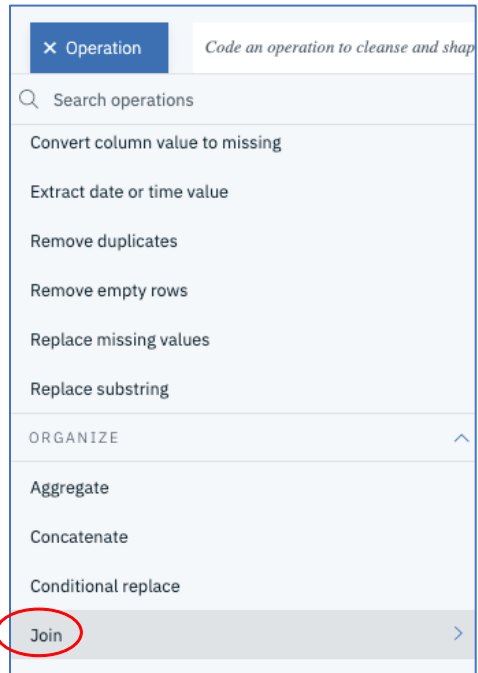 × Operation
Code an operation to cleanse and shap
Search operations
Convert column value to missing
Extract date or time value
Remove duplicates
Remove empty rows
Replace missing values
Replace substring
ORGANIZE
Aggregate
Concatenate
Conditional replace
Join